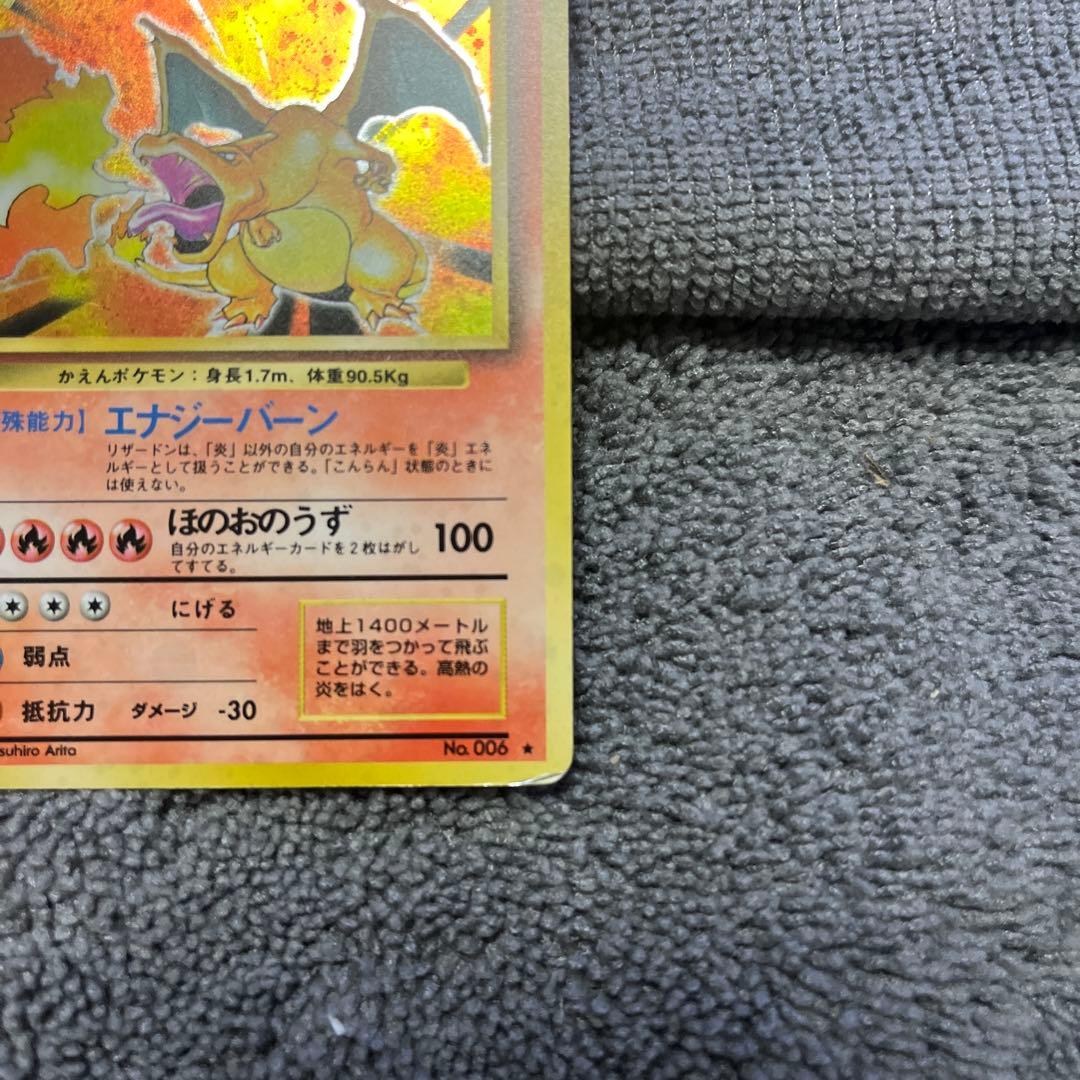 かえんポケモン：身長1.7m、体重90.5Kg
殊能力】エナジーバーン
リザードンは、「炎」以外の自分のエネルギーを「炎」エネ
ルギーとして扱うことができる。「こんらん」状態のときに
は使えない。
ほのおのうず 100
自分のエネルギーカードを2枚はがし
てすてる。
にげる
弱点
抵抗力 ダメージ -30
地上1400メートル
まで羽をつかって飛ぶ
ことができる。高熱の
炎をはく。
suhiro Arita
No. 006 ★